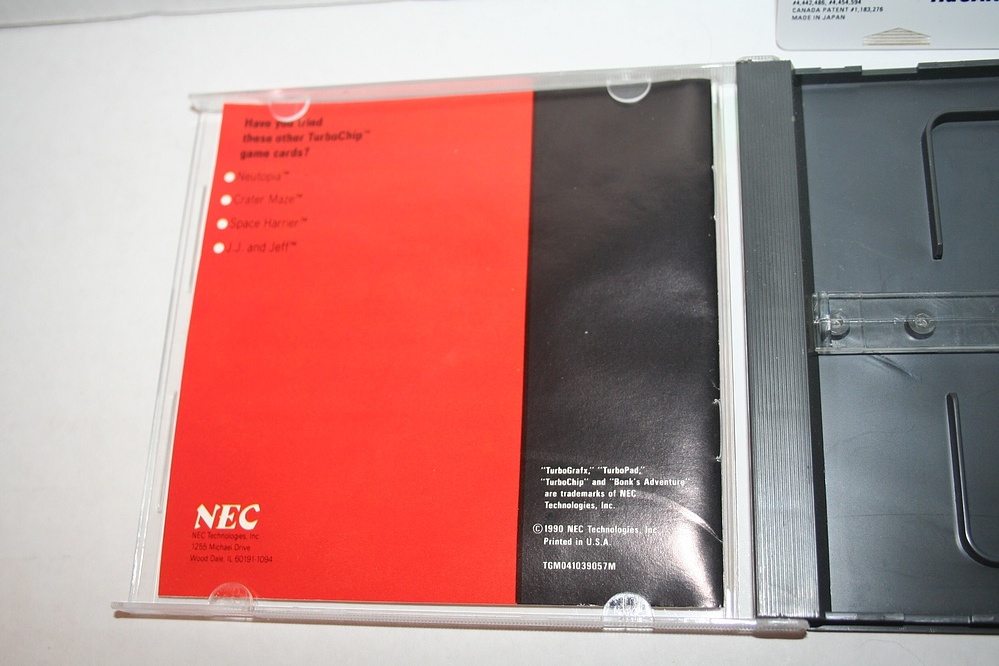 #4,442,486, #4,454,594
CANADA PATENT #1,183,276
MADE IN JAPAN
Have you tried
these other TurboChip™
game cards?
Neutopia™
Crater Maze™
Space Harrier™
J.J. and Jeff™
NEC
NEC Technologies, Inc.
1255 Michael Drive
Wood Dale, IL 60191-1094
"TurboGrafx," "TurboPad,"
"TurboChip" and "Bonk's Adventure"
are trademarks of NEC
Technologies, Inc.
©1990 NEC Technologies, Inc.
Printed in U.S.A.
TGM041039057M